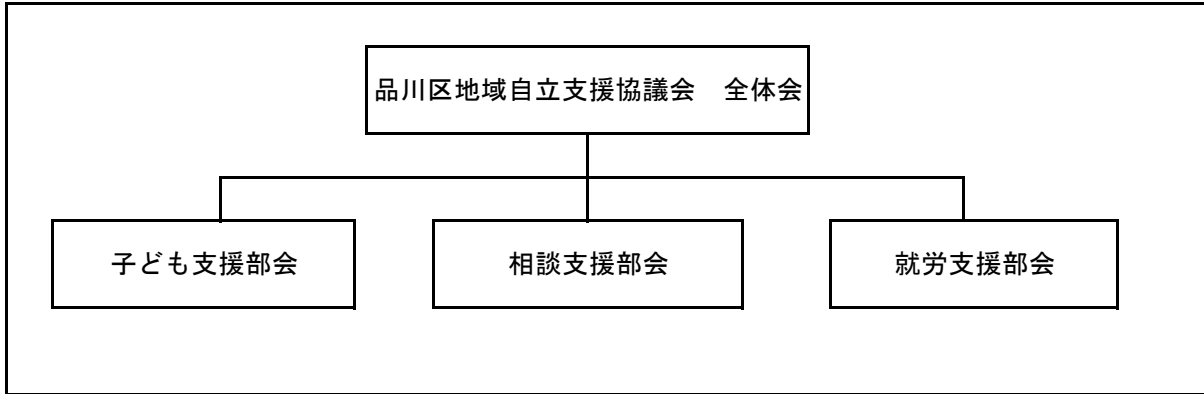 品川区地域自立支援協議会　全体会
子ども支援部会
相談支援部会
就労支援部会